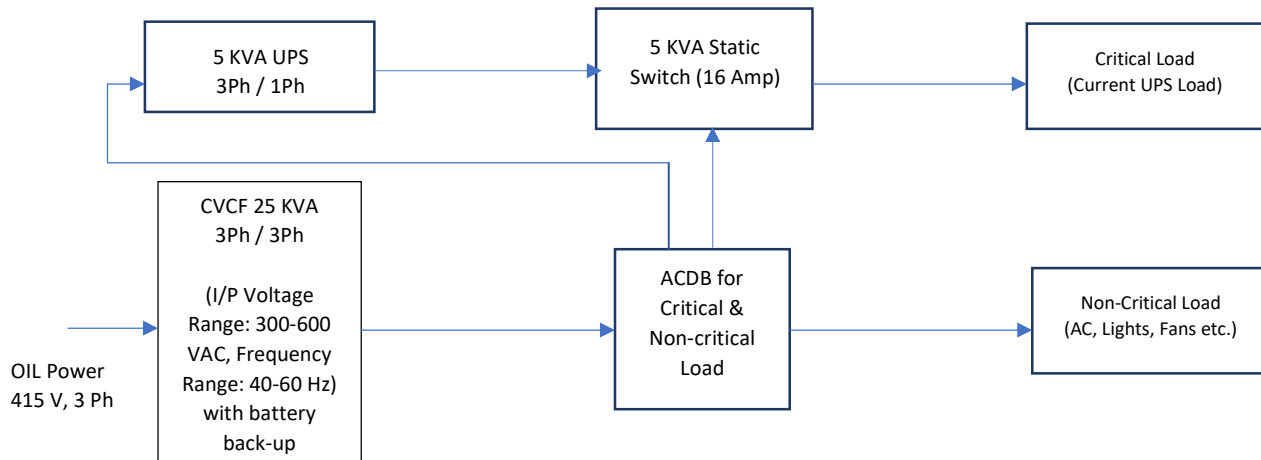 5 KVA UPS
3Ph / 1Ph
5 KVA Static
Switch (16 Amp)
Critical Load
(Current UPS Load)
CVCF 25 KVA
3Ph / 3Ph
(I/P Voltage
Range: 300-600
VAC, Frequency
Range: 40-60 Hz)
with battery
back-up
OIL Power
415 V, 3 Ph
ACDB for
Critical &
Non-critical
Load
Non-Critical Load
(AC, Lights, Fans etc.)